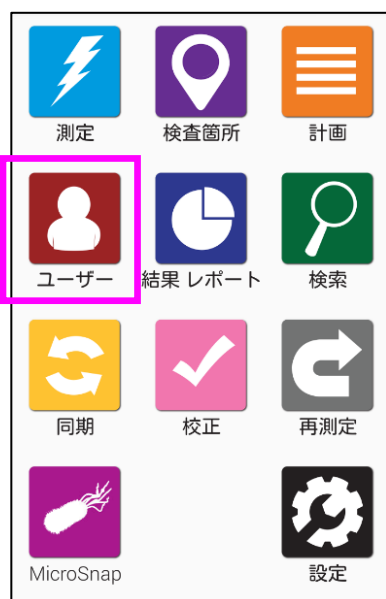 測定
検査箇所
計画
ユーザー
結果 レポート
検索
同期
校正
再測定
MicroSnap
設定